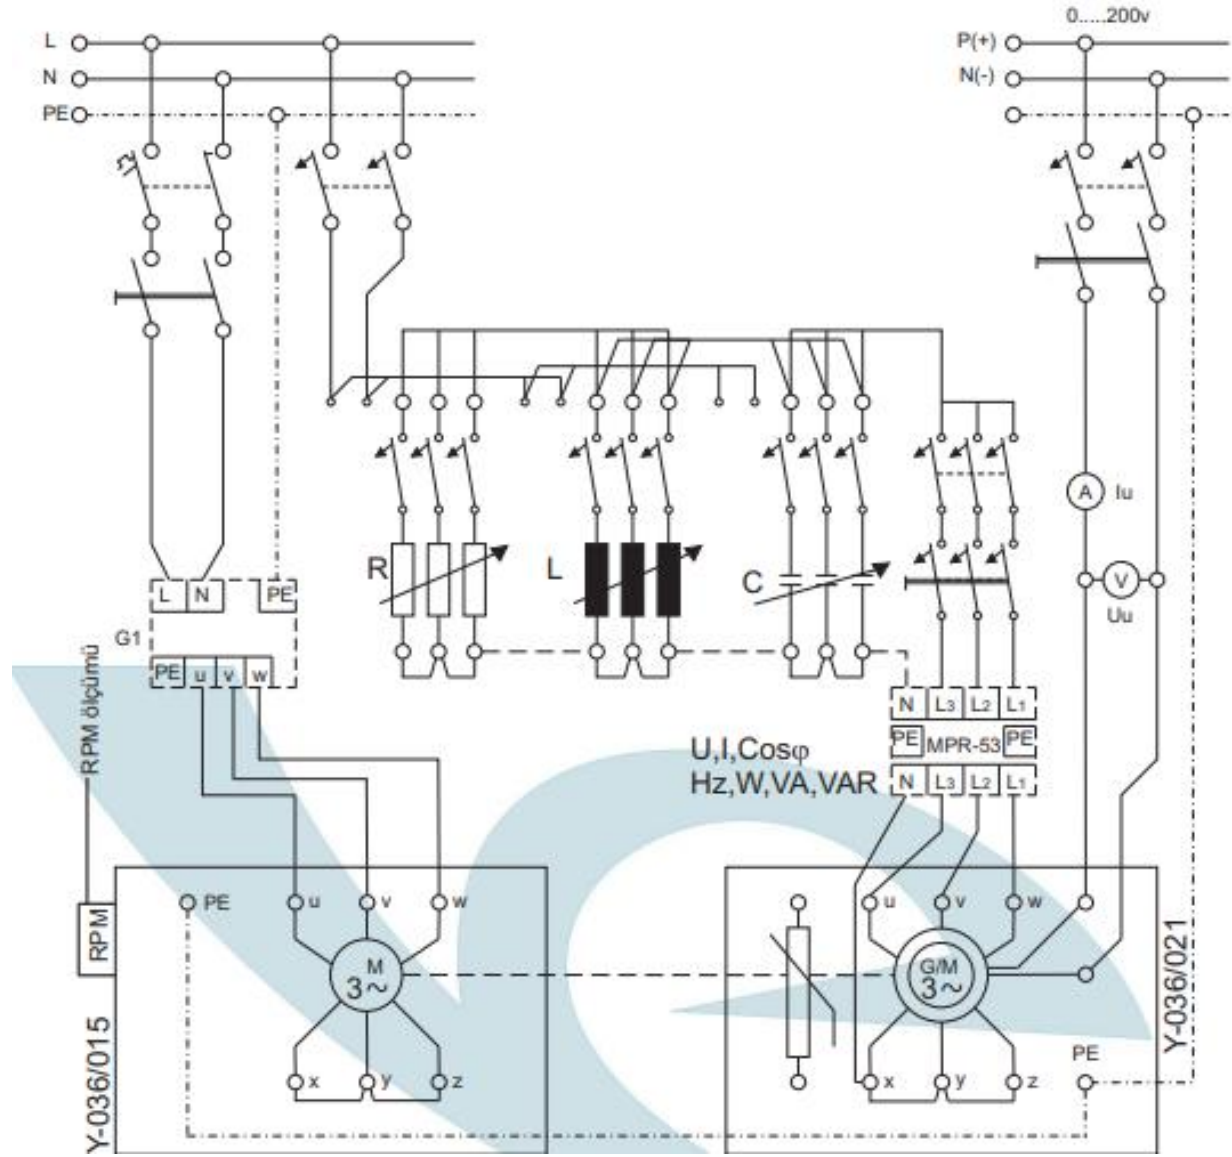 0.....200v
L
N
PE
P(+)
N(-)
A
Iu
V
Uu
R
L
C
L N PE
G1
PE u v w
RPM ölçümü
N L3 L2 L1
PE MPR-53 PE
N L3 L2 L1
U,I,Cosφ
Hz,W,VA,VAR
PE
u
v
w
u
v
w
RPM
M
3~
G/M
3~
x
y
z
x
y
z
PE
Y-036/015
Y-036/021